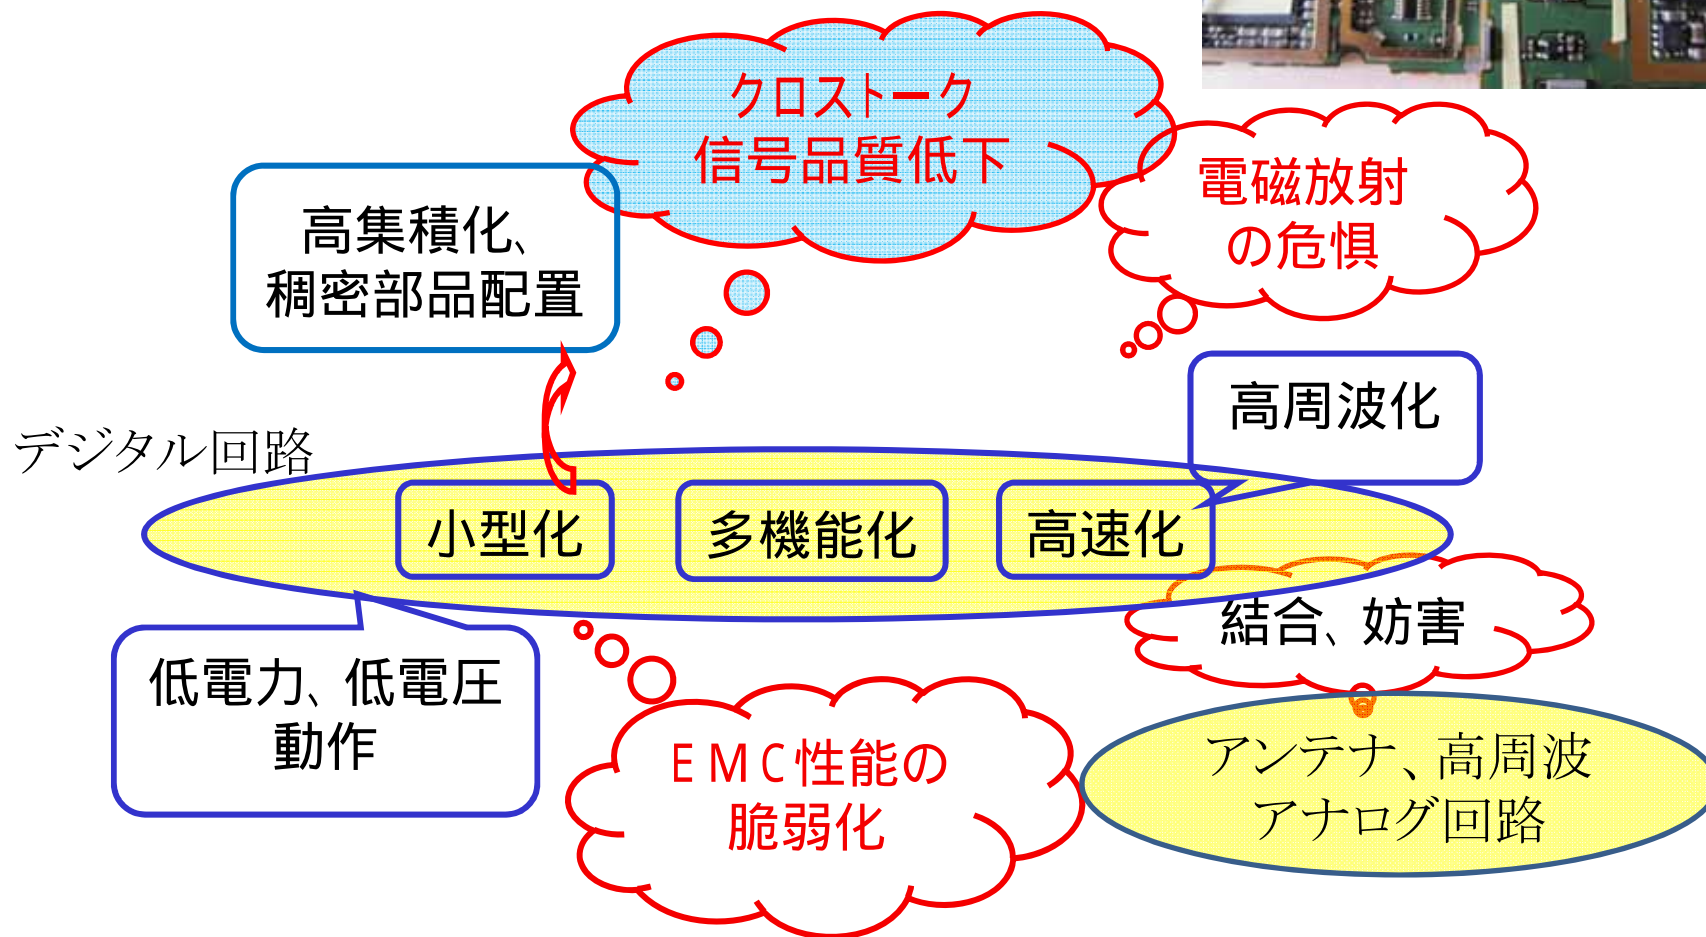 クロストーク
信号品質低下
電磁放射
の危惧
高集積化、
稠密部品配置
高周波化
デジタル回路
小型化
多機能化
高速化
結合、妨害
低電力、低電圧
動作
EMC性能の
脆弱化
アンテナ、高周波
アナログ回路